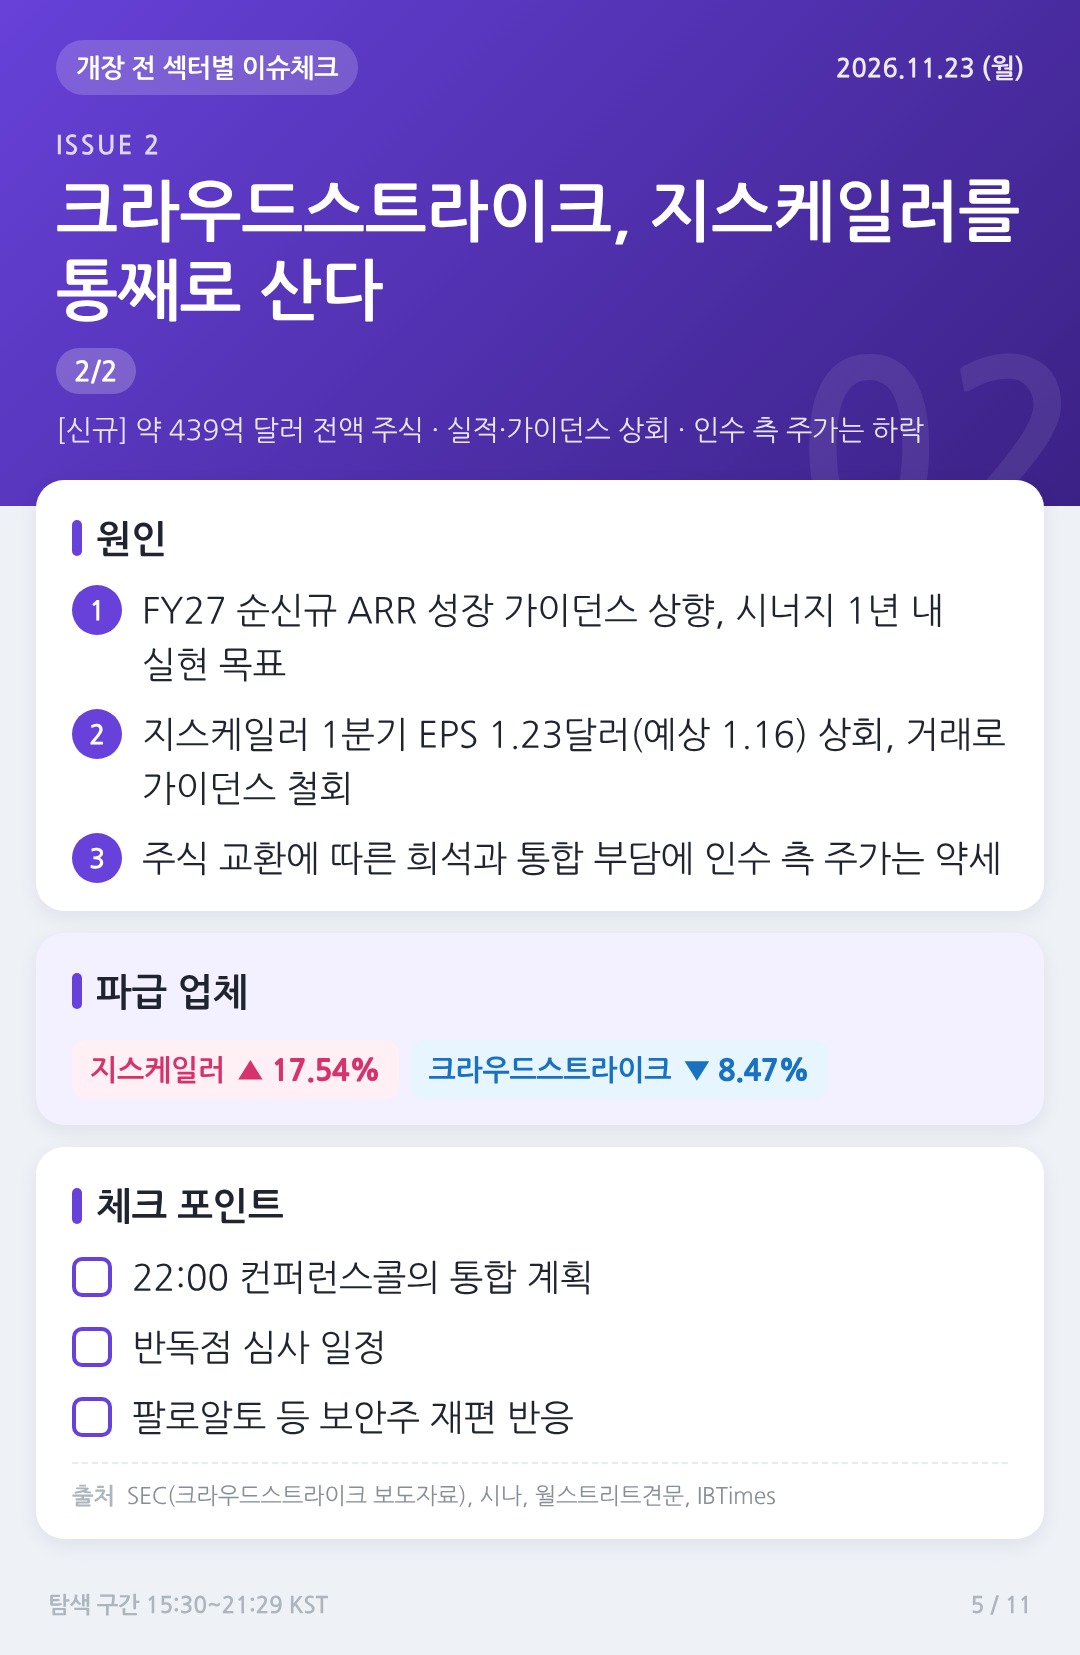 개장 전 섹터별 이슈체크
2026.11.23 (월)
ISSUE 2
크라우드스트라이크, 지스케일러를
통째로 산다
2/2
[신규] 약 439억 달러 전액 주식 · 실적·가이던스 상회 · 인수 측 주가는 하락
02
원인
1 FY27 순신규 ARR 성장 가이던스 상향, 시너지 1년 내
실현 목표
2 지스케일러 1분기 EPS 1.23달러(예상 1.16) 상회, 거래로
가이던스 철회
3 주식 교환에 따른 희석과 통합 부담에 인수 측 주가는 약세
파급 업체
지스케일러 ▲ 17.54% 크라우드스트라이크 ▼ 8.47%
체크 포인트
22:00 컨퍼런스콜의 통합 계획
반독점 심사 일정
팔로알토 등 보안주 재편 반응
출처 SEC(크라우드스트라이크 보도자료), 시나, 월스트리트견문, IBTimes
탐색 구간 15:30~21:29 KST
5 / 11